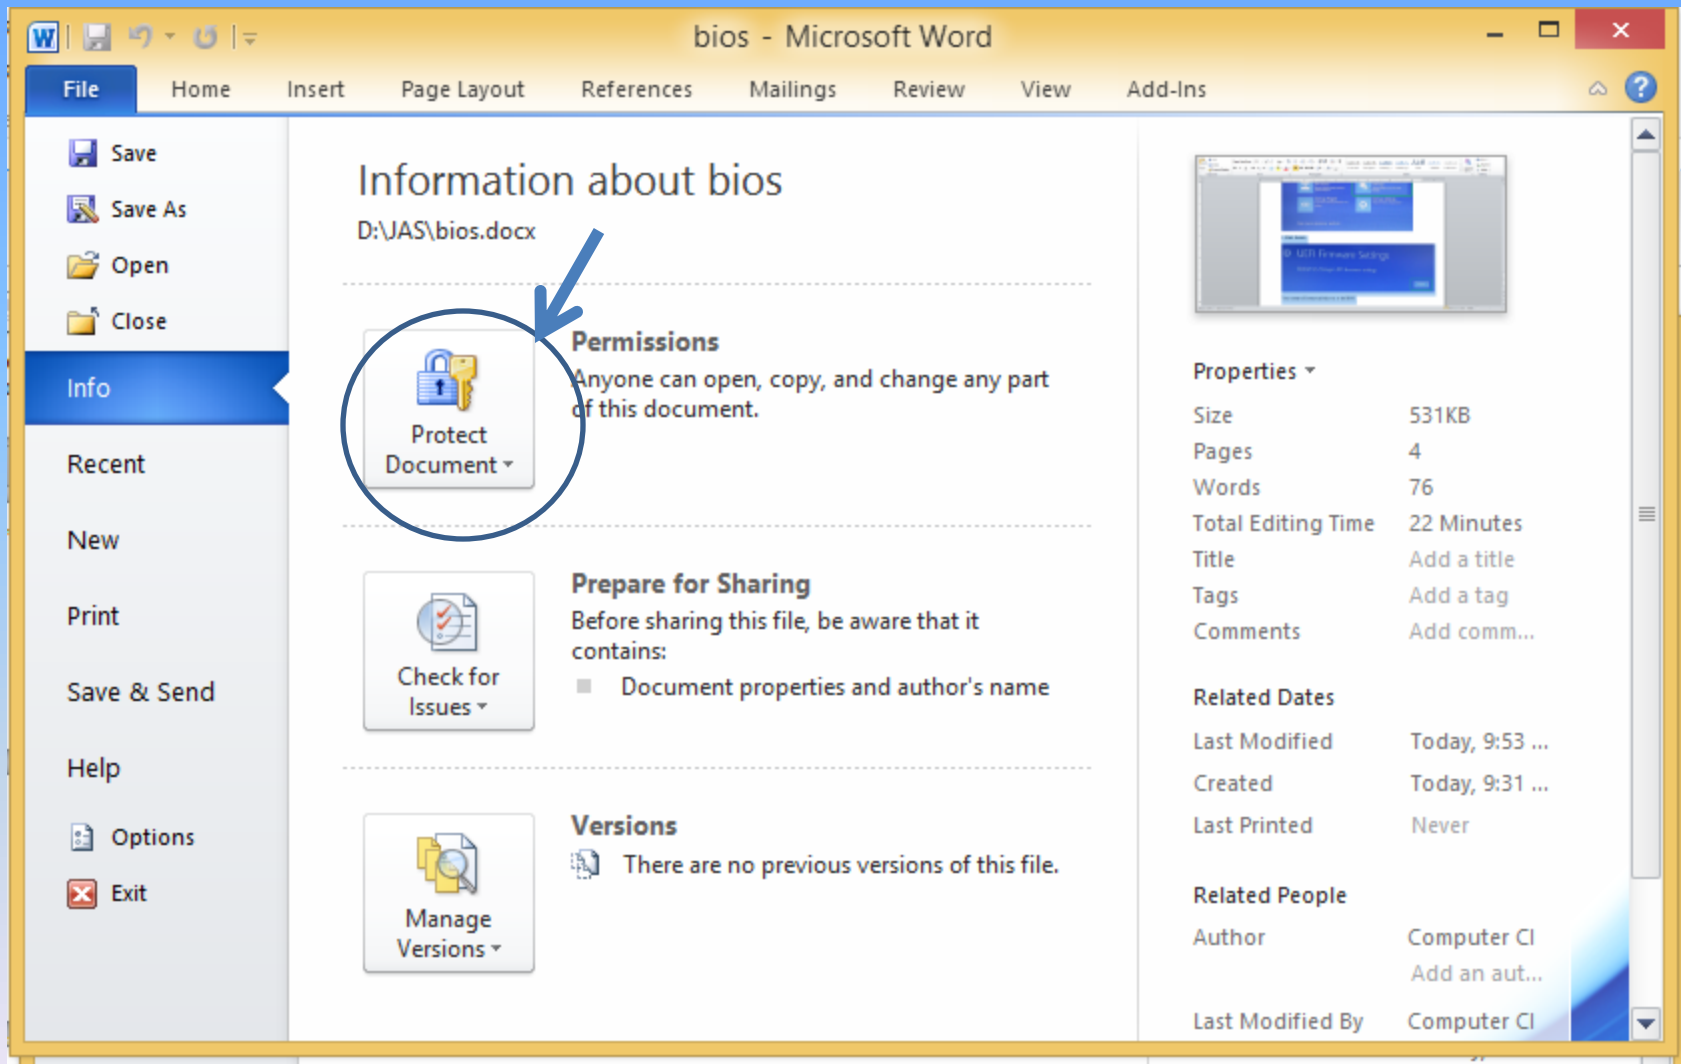 W
bios - Microsoft Word
File Home Insert Page Layout References Mailings Review View Add-Ins
?
Save
Save As
Open
Close
Info
Recent
New
Print
Save & Send
Help
Options
Exit
Information about bios
D:\JAS\bios.docx
Protect
Document
Permissions
Anyone can open, copy, and change any part
of this document.
Check for
Issues
Prepare for Sharing
Before sharing this file, be aware that it
contains:
Document properties and author's name
Manage
Versions
Versions
There are no previous versions of this file.
UEFI Firmware Settings
Properties
Size 531KB
Pages 4
Words 76
Total Editing Time 22 Minutes
Title Add a title
Tags Add a tag
Comments Add comm...
Related Dates
Last Modified Today, 9:53 ...
Created Today, 9:31 ...
Last Printed Never
Related People
Author Computer Cl
Add an aut...
Last Modified By Computer Cl